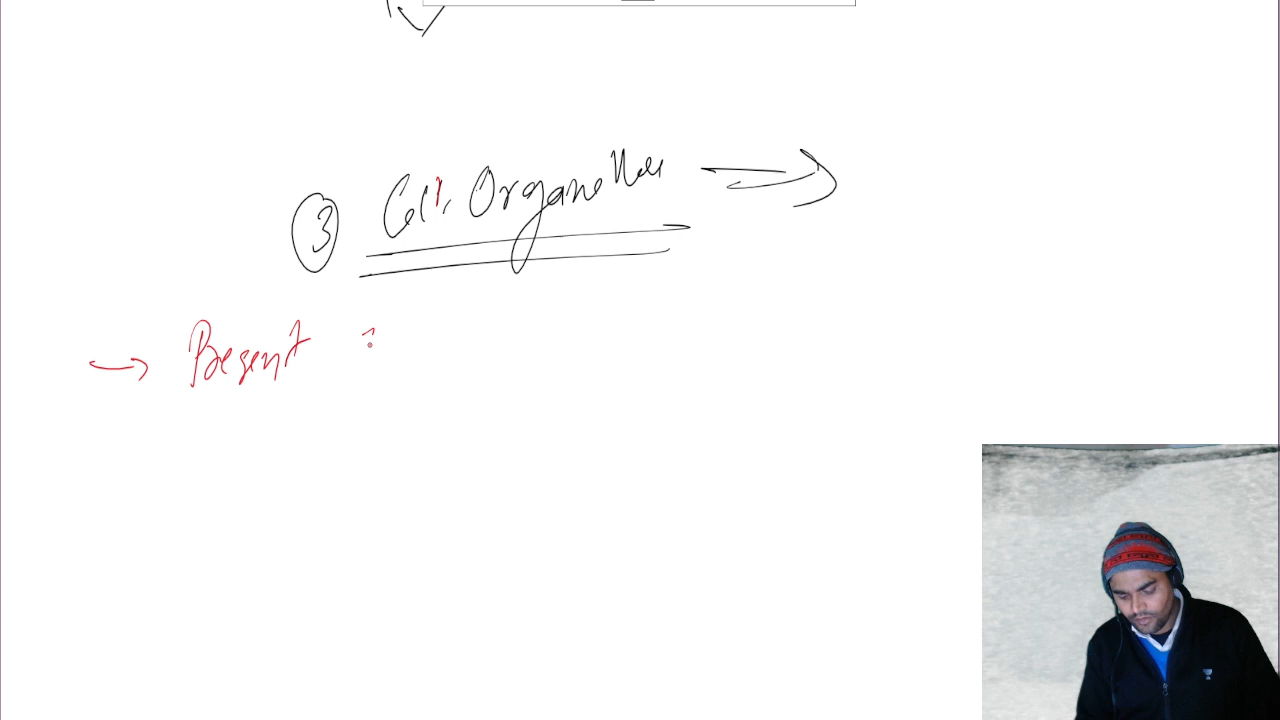 ③ Cell Organelles
→ Present